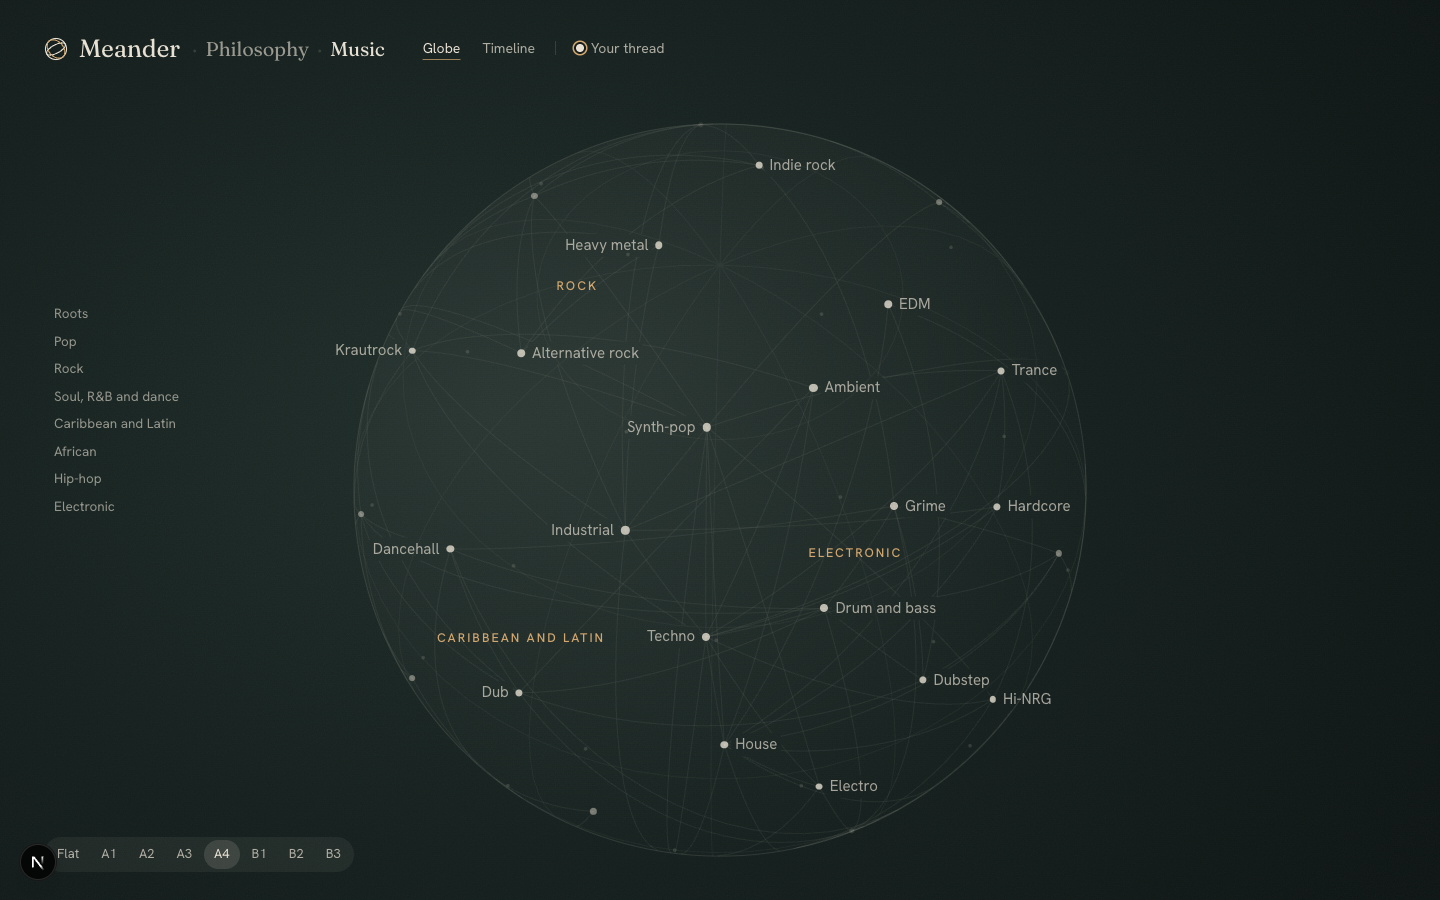 Meander · Philosophy · Music Globe Timeline Your thread
Indie rock
Heavy metal
ROCK
EDM
Roots
Pop
Rock
Soul, R&B and dance
Caribbean and Latin
African
Hip-hop
Electronic
Krautrock
Alternative rock
Trance
Ambient
Synth-pop
Grime
Hardcore
Industrial
Dancehall
ELECTRONIC
Drum and bass
CARIBBEAN AND LATIN
Techno
Dubstep
Dub
Hi-NRG
House
Electro
N Flat A1 A2 A3 A4 B1 B2 B3